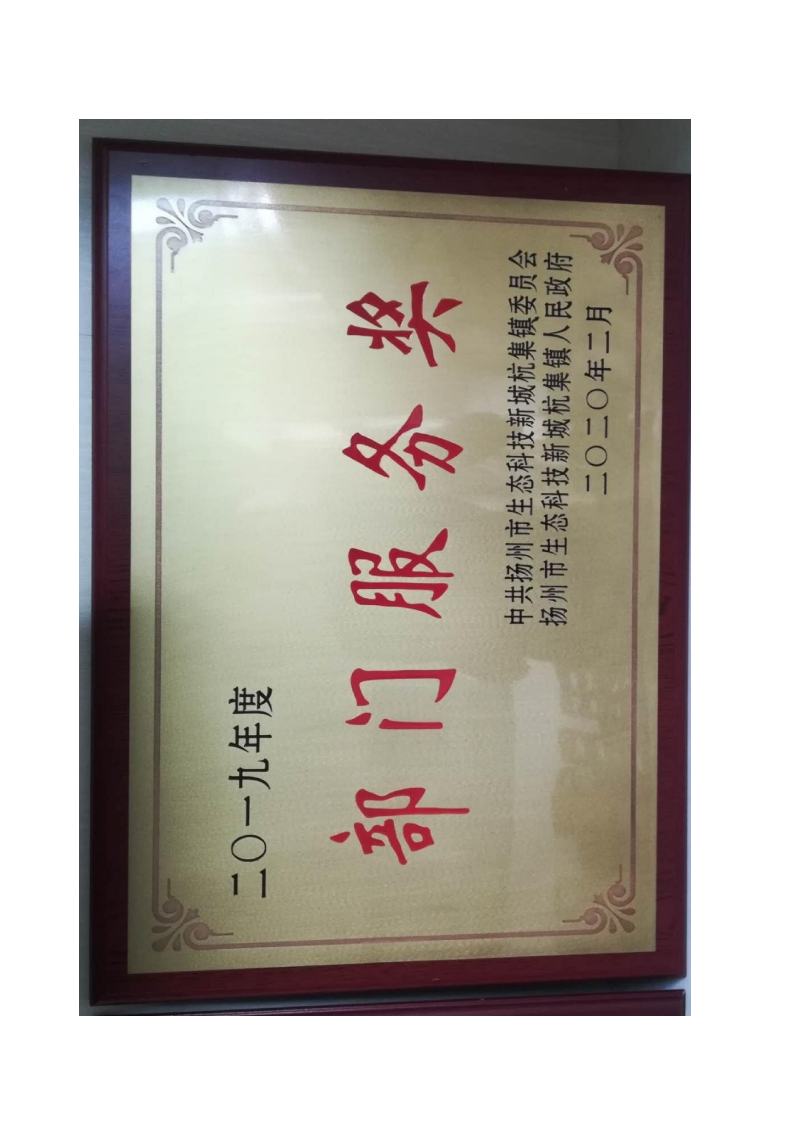 二〇一九年度
部门服务奖
中共扬州市生态科技新城杭集镇委员会
扬州市生态科技新城杭集镇人民政府
二〇二〇年二月